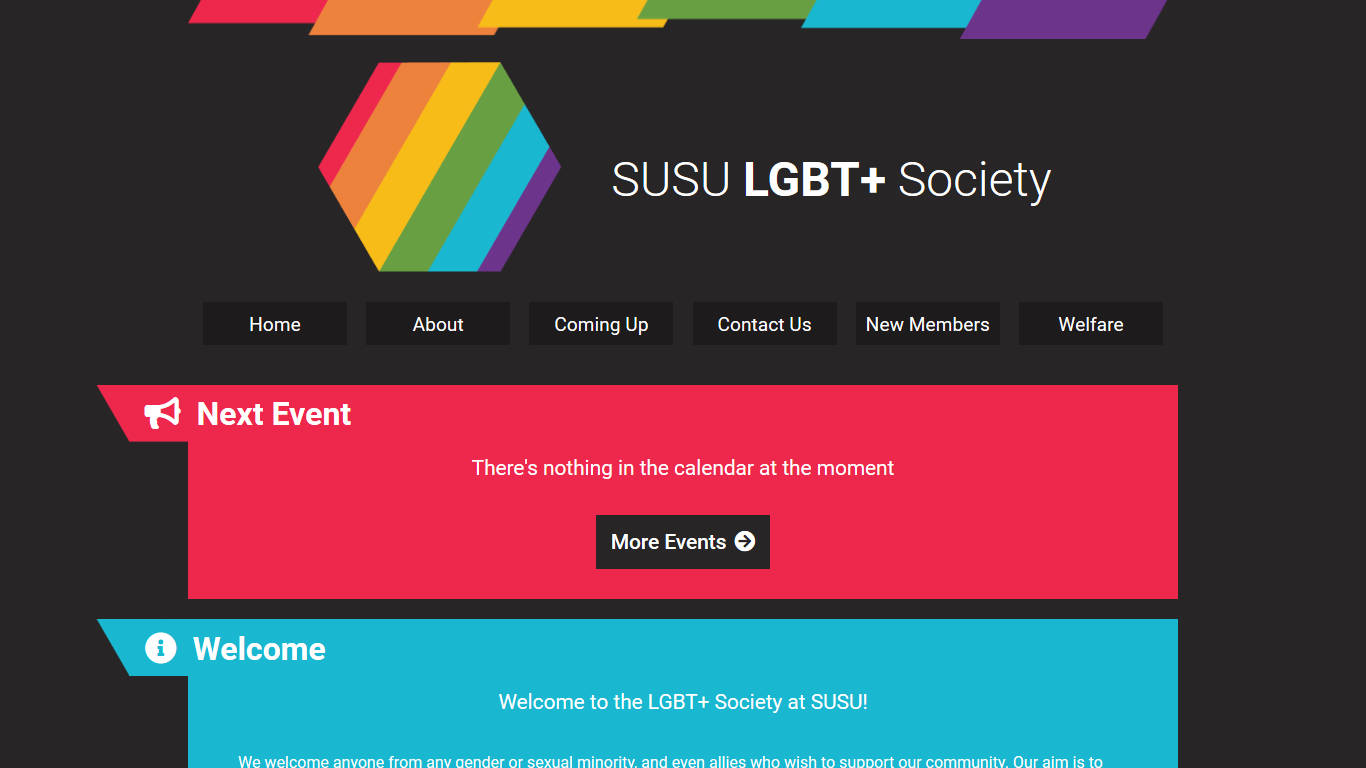 SUSU LGBT+ Society
Home About Coming Up Contact Us New Members Welfare
Next Event
There's nothing in the calendar at the moment
More Events
Welcome
Welcome to the LGBT+ Society at SUSU!
We welcome anyone from any gender or sexual minority, and even allies who wish to support our community. Our aim is to